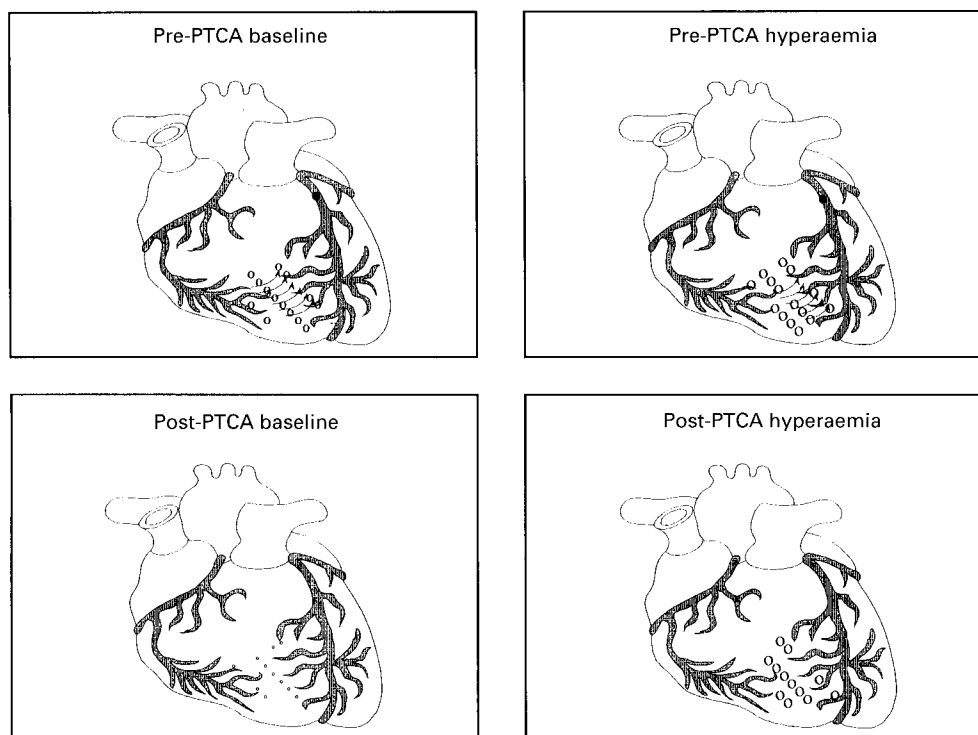 Pre-PTCA baseline
Pre-PTCA hyperaemia
Post-PTCA baseline
Post-PTCA hyperaemia